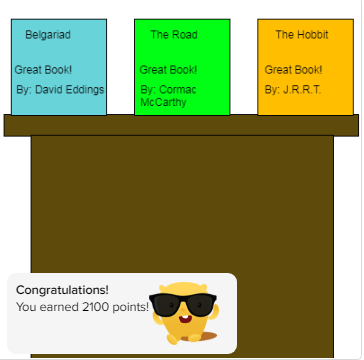 Belgariad
Great Book!
By: David Eddings
The Road
Great Book!
By: Cormac
McCarthy
The Hobbit
Great Book!
By: J.R.R.T.
Congratulations!
You earned 2100 points!